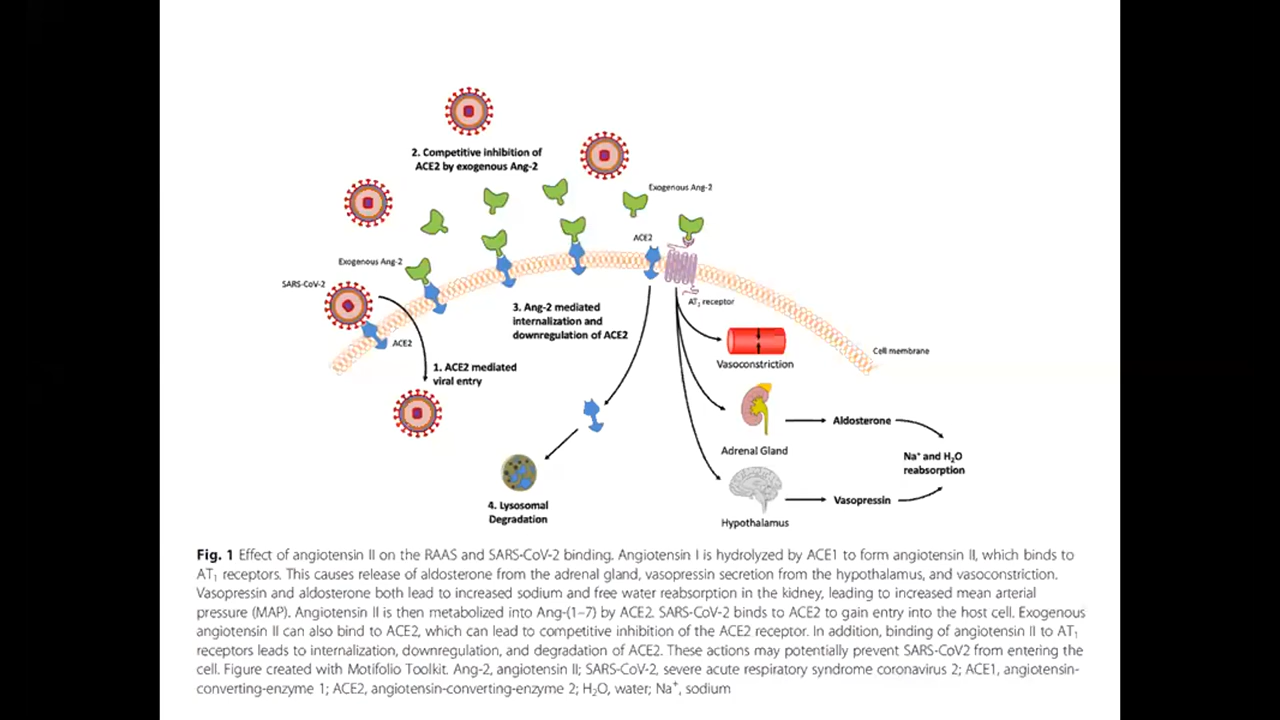 2. Competitive inhibition of
ACE2 by exogenous Ang-2
Exogenous Ang-2
ACE2
Exogenous Ang-2
SARS-CoV-2
AT₁ receptor
3. Ang-2 mediated
internalization and
downregulation of ACE2
ACE2
Cell membrane
1. ACE2 mediated
viral entry
Vasoconstriction
Aldosterone
Adrenal Gland
Na⁺ and H₂O
reabsorption
4. Lysosomal
Degradation
Vasopressin
Hypothalamus
Fig. 1 Effect of angiotensin II on the RAAS and SARS-CoV-2 binding. Angiotensin I is hydrolyzed by ACE1 to form angiotensin II, which binds to
AT₁ receptors. This causes release of aldosterone from the adrenal gland, vasopressin secretion from the hypothalamus, and vasoconstriction.
Vasopressin and aldosterone both lead to increased sodium and free water reabsorption in the kidney, leading to increased mean arterial
pressure (MAP). Angiotensin II is then metabolized into Ang-(1–7) by ACE2. SARS-CoV-2 binds to ACE2 to gain entry into the host cell. Exogenous
angiotensin II can also bind to ACE2, which can lead to competitive inhibition of the ACE2 receptor. In addition, binding of angiotensin II to AT₁
receptors leads to internalization, downregulation, and degradation of ACE2. These actions may potentially prevent SARS-CoV2 from entering the
cell. Figure created with Motifolio Toolkit. Ang-2, angiotensin II; SARS-CoV-2, severe acute respiratory syndrome coronavirus 2; ACE1, angiotensin-
converting-enzyme 1; ACE2, angiotensin-converting-enzyme 2; H₂O, water; Na⁺, sodium